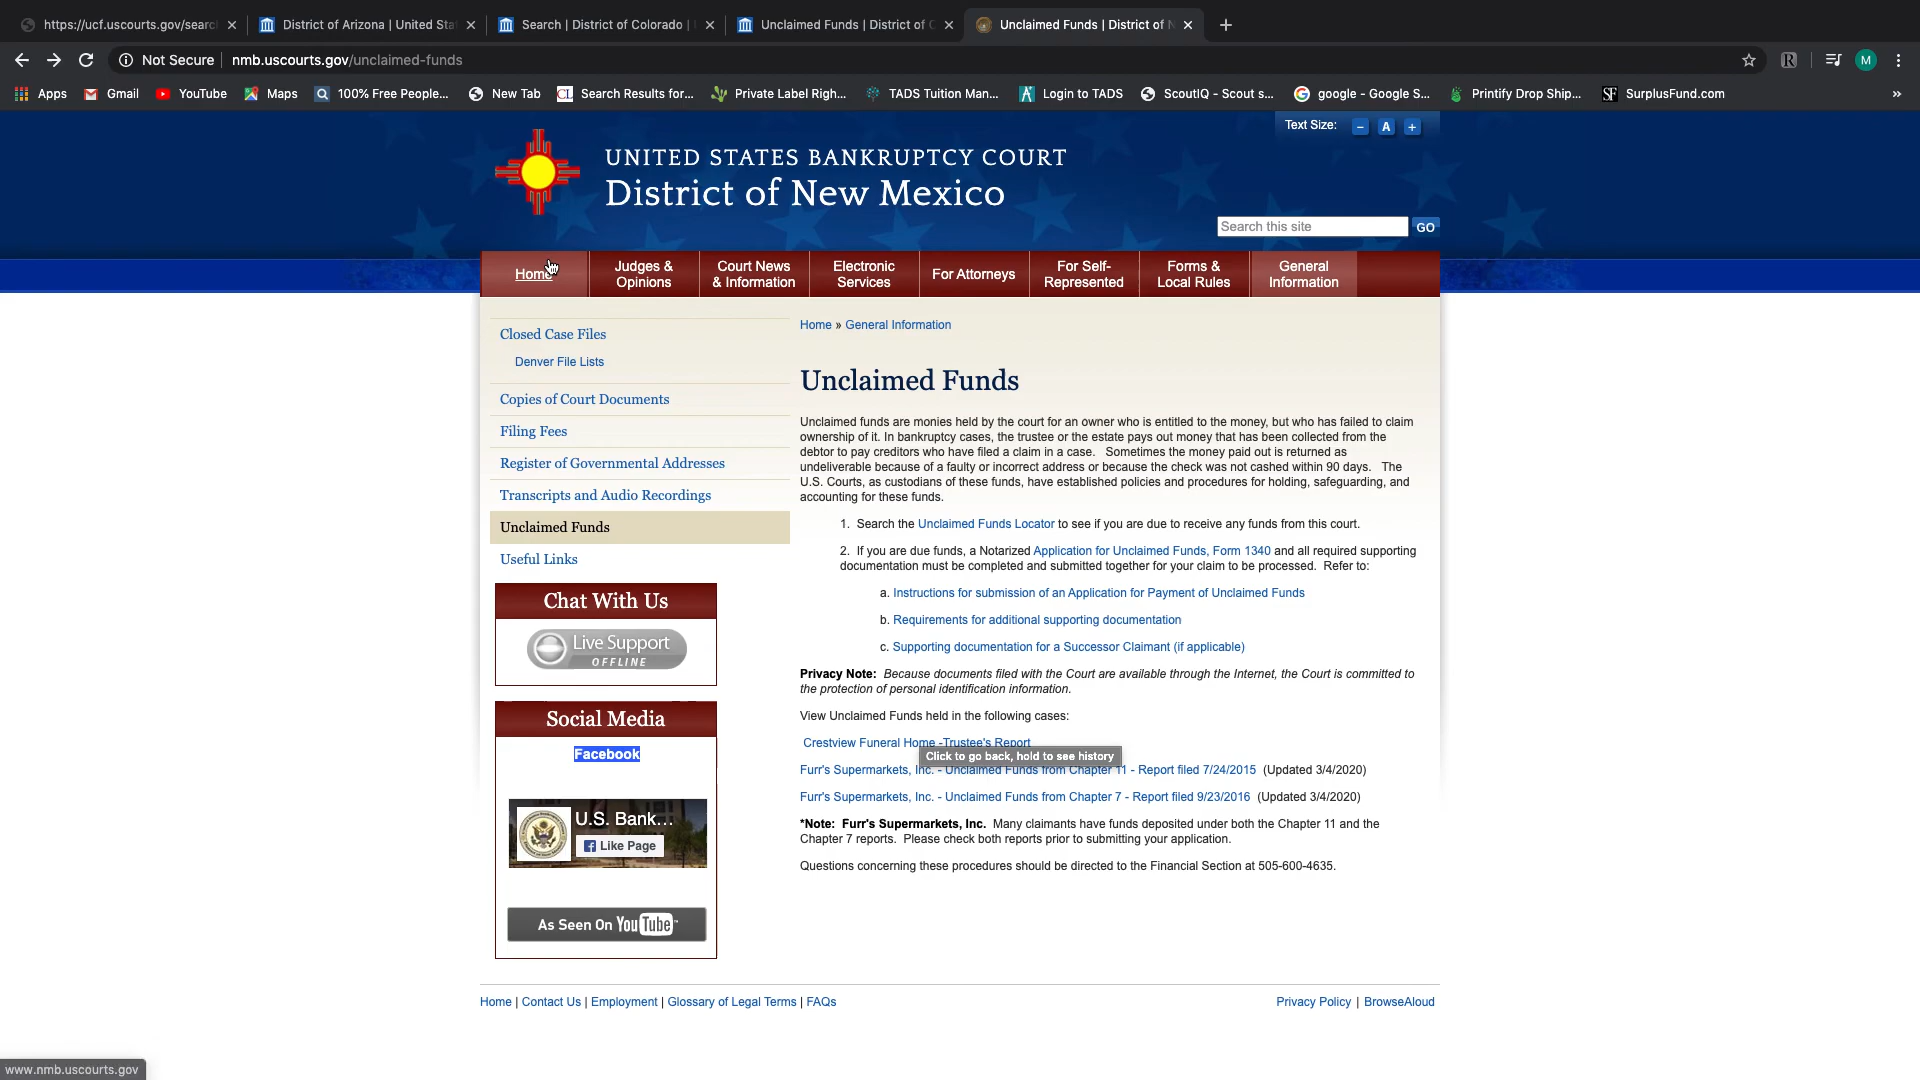 https://ucf.uscourts.gov/searc
District of Arizona | United Sta
Search | District of Colorado |
Unclaimed Funds | District of C
Unclaimed Funds | District of N
Not Secure
nmb.uscourts.gov/unclaimed-funds
M
Apps
Gmail
YouTube
Maps
100% Free People...
New Tab
CL
Search Results for...
Private Label Righ...
TADS Tuition Man...
Login to TADS
ScoutIQ - Scout s...
google - Google S...
Printify Drop Ship...
SF
SurplusFund.com
»
Text Size:
-
A
+
UNITED STATES BANKRUPTCY COURT
District of New Mexico
Search this site
GO
Home
Judges &
Opinions
Court News
& Information
Electronic
Services
For Attorneys
For Self-
Represented
Forms &
Local Rules
General
Information
Closed Case Files
Denver File Lists
Copies of Court Documents
Filing Fees
Register of Governmental Addresses
Transcripts and Audio Recordings
Unclaimed Funds
Useful Links
Chat With Us
Live Support
OFFLINE
Social Media
Facebook
U.S. Bank...
Like Page
As Seen On YouTube
Home » General Information
Unclaimed Funds
Unclaimed funds are monies held by the court for an owner who is entitled to the money, but who has failed to claim
ownership of it. In bankruptcy cases, the trustee or the estate pays out money that has been collected from the
debtor to pay creditors who have filed a claim in a case. Sometimes the money paid out is returned as
undeliverable because of a faulty or incorrect address or because the check was not cashed within 90 days. The
U.S. Courts, as custodians of these funds, have established policies and procedures for holding, safeguarding, and
accounting for these funds.
1. Search the Unclaimed Funds Locator to see if you are due to receive any funds from this court.
2. If you are due funds, a Notarized Application for Unclaimed Funds, Form 1340 and all required supporting
documentation must be completed and submitted together for your claim to be processed. Refer to:
a. Instructions for submission of an Application for Payment of Unclaimed Funds
b. Requirements for additional supporting documentation
c. Supporting documentation for a Successor Claimant (if applicable)
Privacy Note: Because documents filed with the Court are available through the Internet, the Court is committed to
the protection of personal identification information.
View Unclaimed Funds held in the following cases:
Crestview Funeral Home -Trustee's Report
Click to go back, hold to see history
Furr's Supermarkets, Inc. - Unclaimed Funds from Chapter 11 - Report filed 7/24/2015 (Updated 3/4/2020)
Furr's Supermarkets, Inc. - Unclaimed Funds from Chapter 7 - Report filed 9/23/2016 (Updated 3/4/2020)
*Note: Furr's Supermarkets, Inc. Many claimants have funds deposited under both the Chapter 11 and the
Chapter 7 reports. Please check both reports prior to submitting your application.
Questions concerning these procedures should be directed to the Financial Section at 505-600-4635.
Home | Contact Us | Employment | Glossary of Legal Terms | FAQs
Privacy Policy | BrowseAloud
www.nmb.uscourts.gov